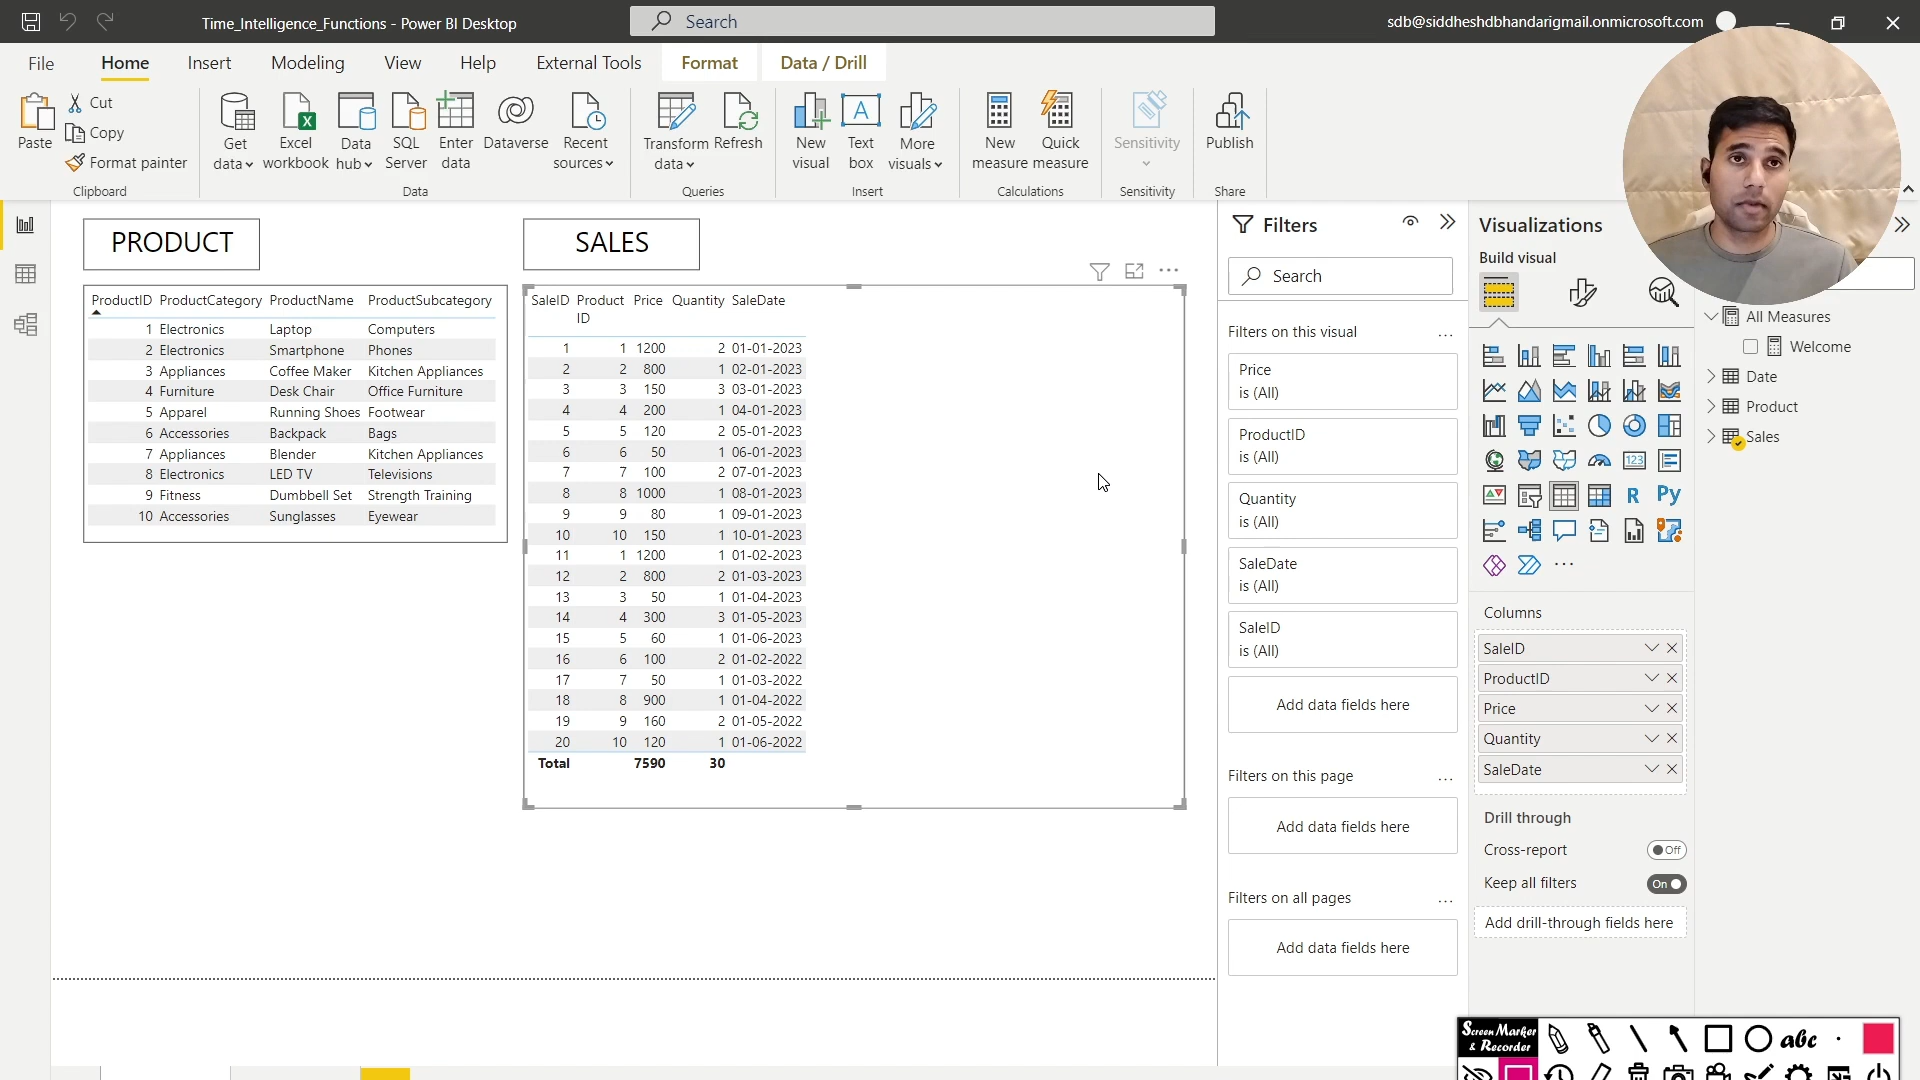 Time_Intelligence_Functions - Power BI Desktop
Search
sdb@siddheshdbhandarigmail.onmicrosoft.com
File Home Insert Modeling View Help External Tools Format Data / Drill
Paste
Cut
Copy
Format painter
Clipboard
Get data
Excel workbook
Data hub
SQL Server
Enter data
Dataverse
Recent sources
Data
Transform data
Refresh
Queries
New visual
Text box
More visuals
Insert
New measure
Quick measure
Calculations
Sensitivity
Sensitivity
Publish
Share
PRODUCT
ProductID ProductCategory ProductName ProductSubcategory
1 Electronics Laptop Computers
2 Electronics Smartphone Phones
3 Appliances Coffee Maker Kitchen Appliances
4 Furniture Desk Chair Office Furniture
5 Apparel Running Shoes Footwear
6 Accessories Backpack Bags
7 Appliances Blender Kitchen Appliances
8 Electronics LED TV Televisions
9 Fitness Dumbbell Set Strength Training
10 Accessories Sunglasses Eyewear
SALES
SaleID Product ID Price Quantity SaleDate
1 1 1200 2 01-01-2023
2 2 800 1 02-01-2023
3 3 150 3 03-01-2023
4 4 200 1 04-01-2023
5 5 120 2 05-01-2023
6 6 50 1 06-01-2023
7 7 100 2 07-01-2023
8 8 1000 1 08-01-2023
9 9 80 1 09-01-2023
10 10 150 1 10-01-2023
11 1 1200 1 01-02-2023
12 2 800 2 01-03-2023
13 3 50 1 01-04-2023
14 4 300 3 01-05-2023
15 5 60 1 01-06-2023
16 6 100 2 01-02-2022
17 7 50 1 01-03-2022
18 8 900 1 01-04-2022
19 9 160 2 01-05-2022
20 10 120 1 01-06-2022
Total 7590 30
Filters
Search
Filters on this visual
Price
is (All)
ProductID
is (All)
Quantity
is (All)
SaleDate
is (All)
SaleID
is (All)
Add data fields here
Filters on this page
Add data fields here
Filters on all pages
Add data fields here
Visualizations
Build visual
123
R
Py
Columns
SaleID
ProductID
Price
Quantity
SaleDate
Drill through
Cross-report Off
Keep all filters On
Add drill-through fields here
All Measures
Welcome
Date
Product
Sales
Screen Marker
& Recorder
abc